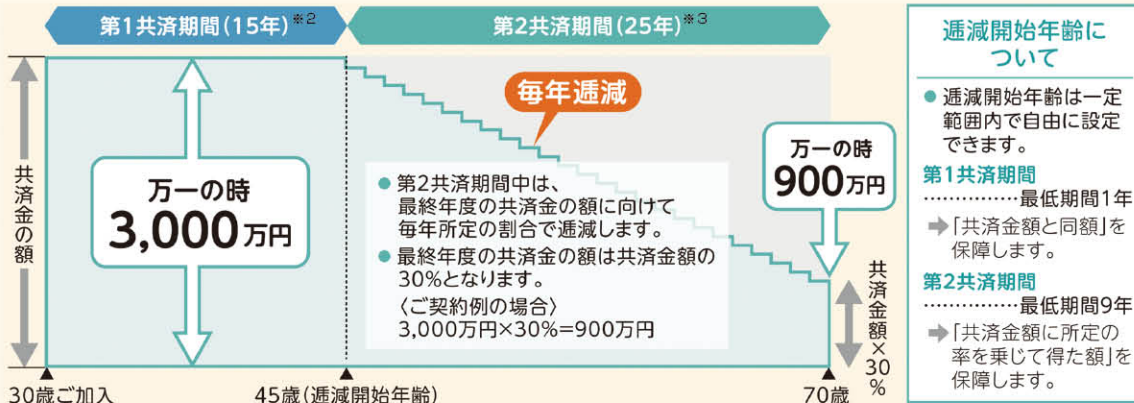 第1共済期間(15年)※2
第2共済期間(25年)※3
共済金の額
万一の時
3,000万円
毎年逓減
● 第2共済期間中は、
最終年度の共済金の額に向けて
毎年所定の割合で逓減します。
● 最終年度の共済金の額は共済金額の
30%となります。
〈ご契約例の場合〉
3,000万円×30%=900万円
万一の時
900万円
共済金額×30%
30歳ご加入
45歳(逓減開始年齢)
70歳
逓減開始年齢に
ついて
● 逓減開始年齢は一定
範囲内で自由に設定
できます。
第1共済期間
……………最低期間1年
➡「共済金額と同額」を
保障します。
第2共済期間
……………最低期間9年
➡「共済金額に所定の
率を乗じて得た額」を
保障します。